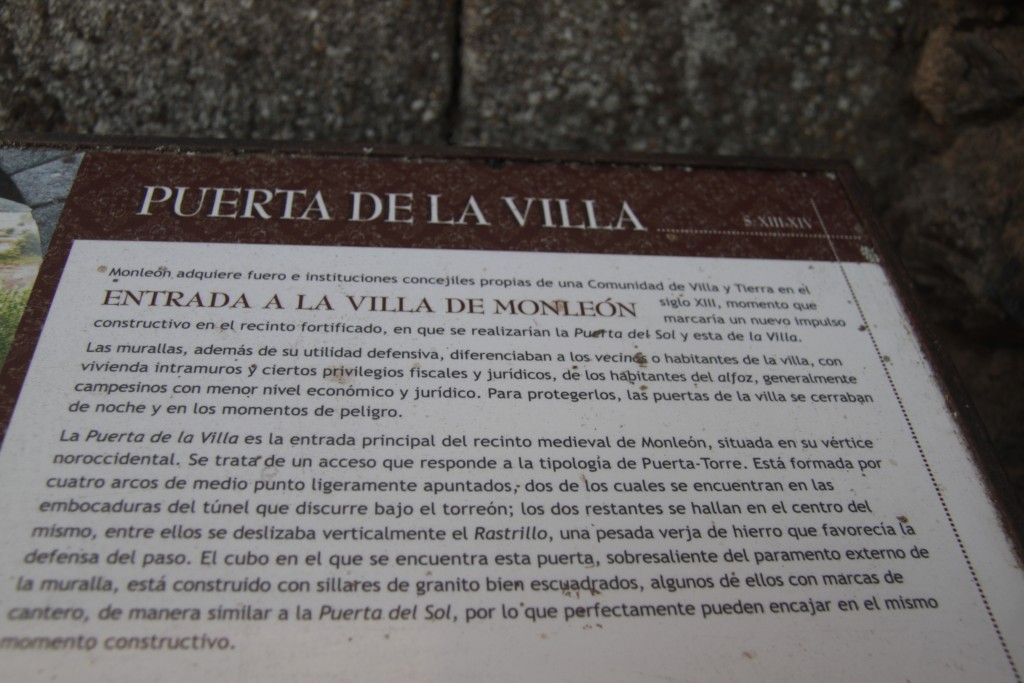 PUERTA DE LA VILLA
S. XIII-XIV
Monleón adquiere fuero e instituciones concejiles propias de una Comunidad de Villa y Tierra en el
ENTRADA A LA VILLA DE MONLEÓN
siglo XIII, momento que
marcaría un nuevo impulso
constructivo en el recinto fortificado, en que se realizarían la Puerta del Sol y esta de la Villa.
Las murallas, además de su utilidad defensiva, diferenciaban a los vecinos o habitantes de la villa, con
vivienda intramuros y ciertos privilegios fiscales y jurídicos, de los habitantes del alfoz, generalmente
campesinos con menor nivel económico y jurídico. Para protegerlos, las puertas de la villa se cerraban
de noche y en los momentos de peligro.
La Puerta de la Villa es la entrada principal del recinto medieval de Monleón, situada en su vértice
noroccidental. Se trata de un acceso que responde a la tipología de Puerta-Torre. Está formada por
cuatro arcos de medio punto ligeramente apuntados, dos de los cuales se encuentran en las
embocaduras del túnel que discurre bajo el torreón; los dos restantes se hallan en el centro del
mismo, entre ellos se deslizaba verticalmente el Rastrillo, una pesada verja de hierro que favorecía la
defensa del paso. El cubo en el que se encuentra esta puerta, sobresaliente del paramento externo de
la muralla, está construido con sillares de granito bien escuadrados, algunos de ellos con marcas de
cantero, de manera similar a la Puerta del Sol, por lo que perfectamente pueden encajar en el mismo
momento constructivo.